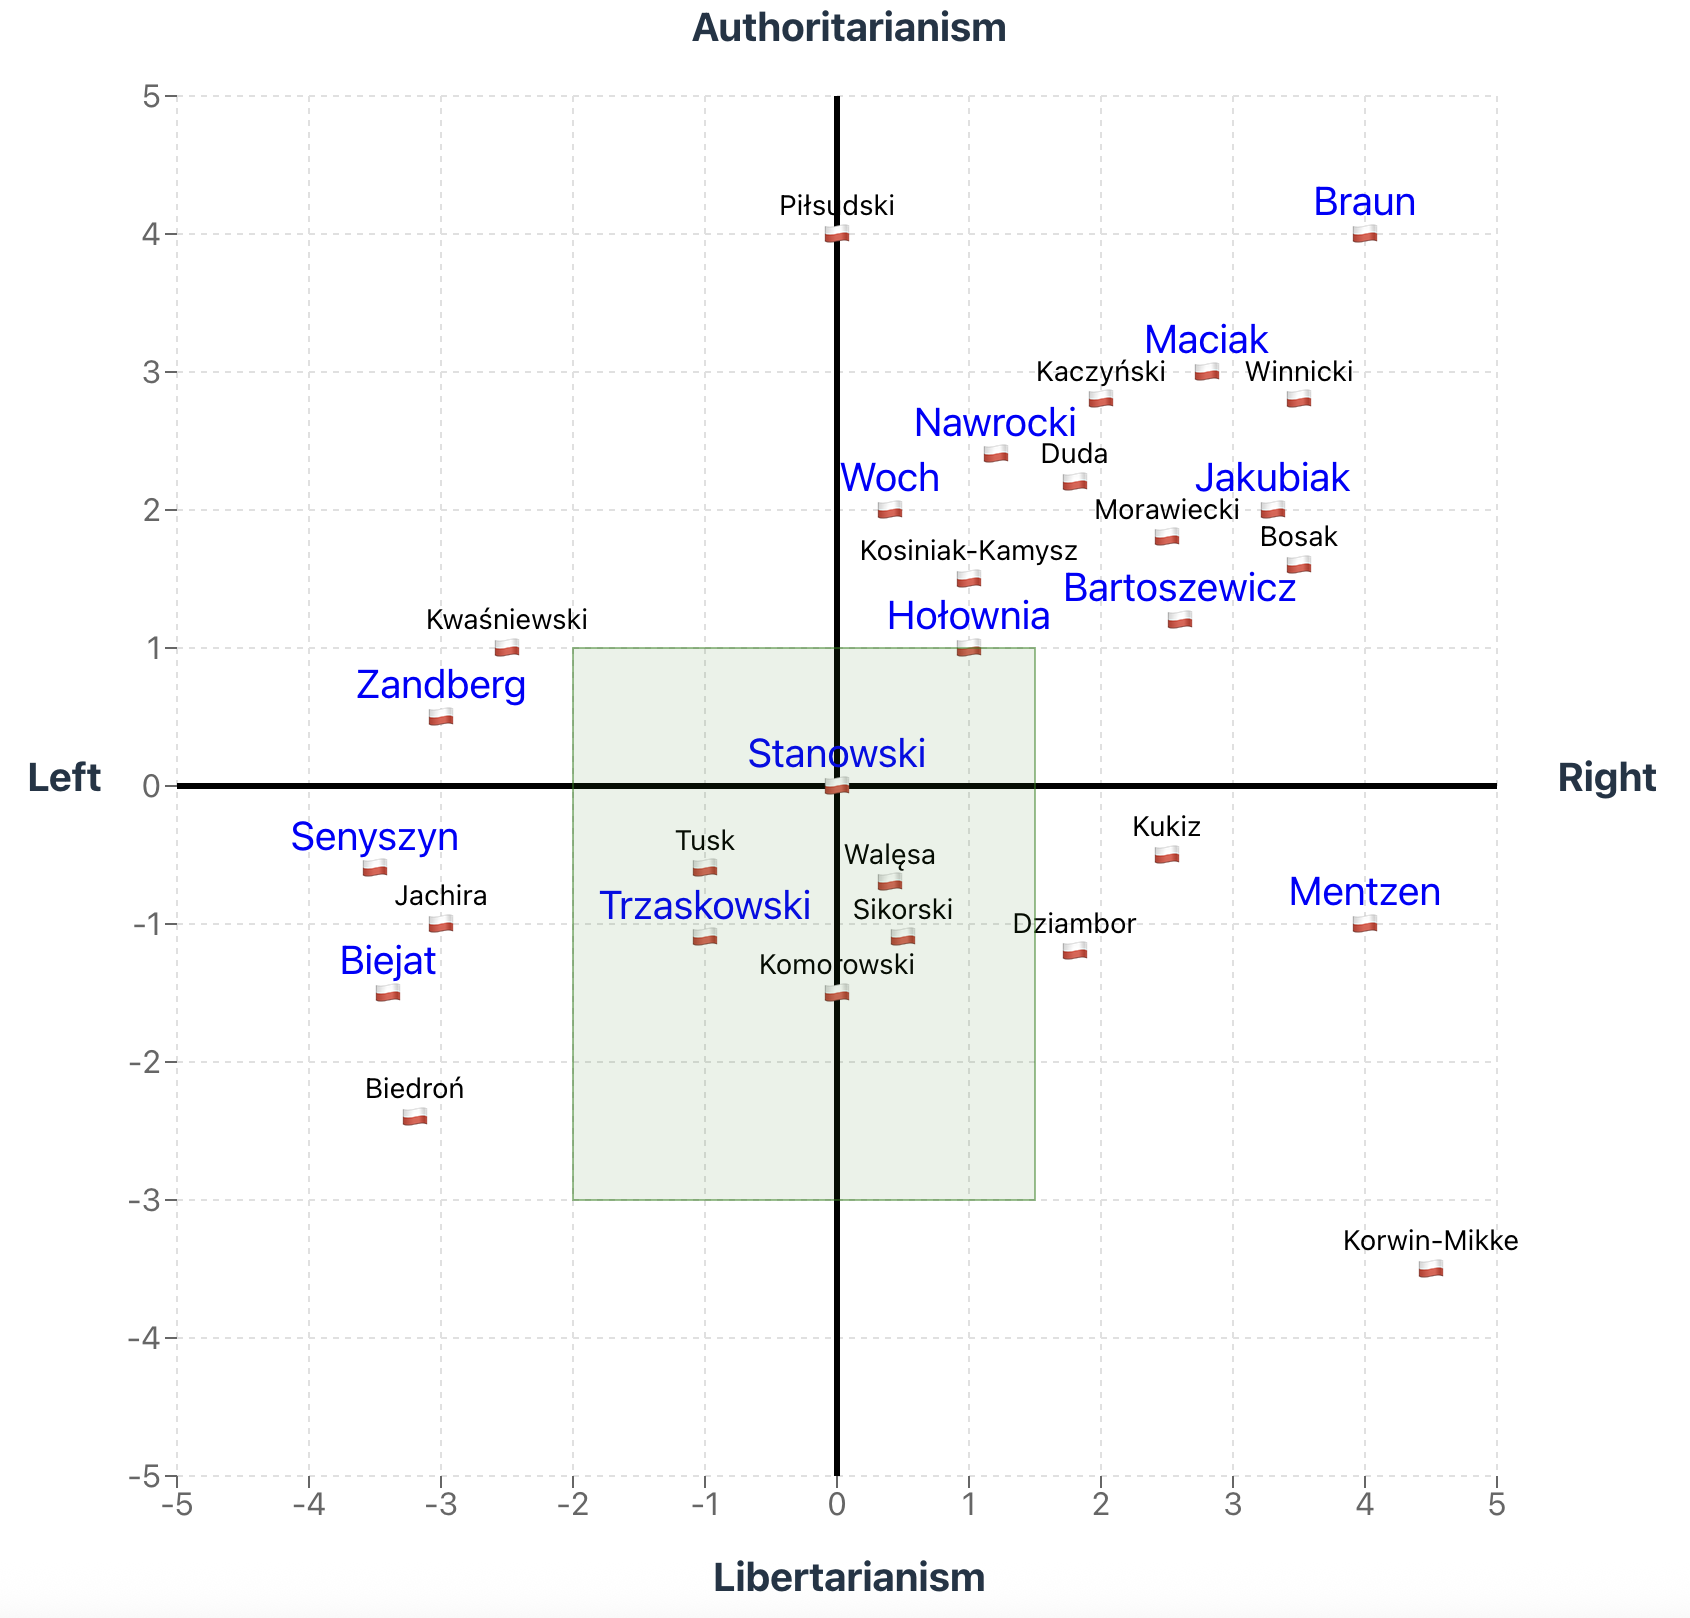 Authoritarianism
5
Piłsudski
Braun
4
Maciak
3
Kaczyński
Winnicki
Nawrocki
Duda
Woch
Jakubiak
2
Morawiecki
Bosak
Kosiniak-Kamysz
Bartoszewicz
Hołownia
Kwaśniewski
1
Zandberg
Stanowski
Left
0
Right
Kukiz
Senyszyn
Tusk
Wałęsa
Mentzen
Jachira
Trzaskowski
Sikorski
-1
Dziambor
Biejat
Komorowski
-2
Biedroń
-3
Korwin-Mikke
-4
-5
-5 -4 -3 -2 -1 0 1 2 3 4 5
Libertarianism